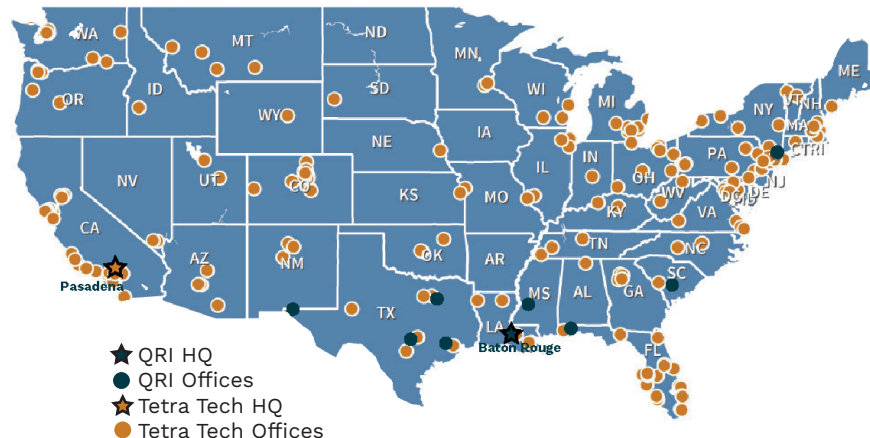 WA
MT
ND
MN
ME
OR
ID
SD
WI
MI
NY
VT
NH
WY
IA
MA
NE
PA
CTRI
NV
UT
CO
IL
IN
OH
NJ
CA
KS
MO
WV
DE
DC
VA
KY
AZ
NM
OK
AR
TN
NC
Pasadena
TX
LA
MS
AL
GA
SC
Baton Rouge
FL
QRI HQ
QRI Offices
Tetra Tech HQ
Tetra Tech Offices